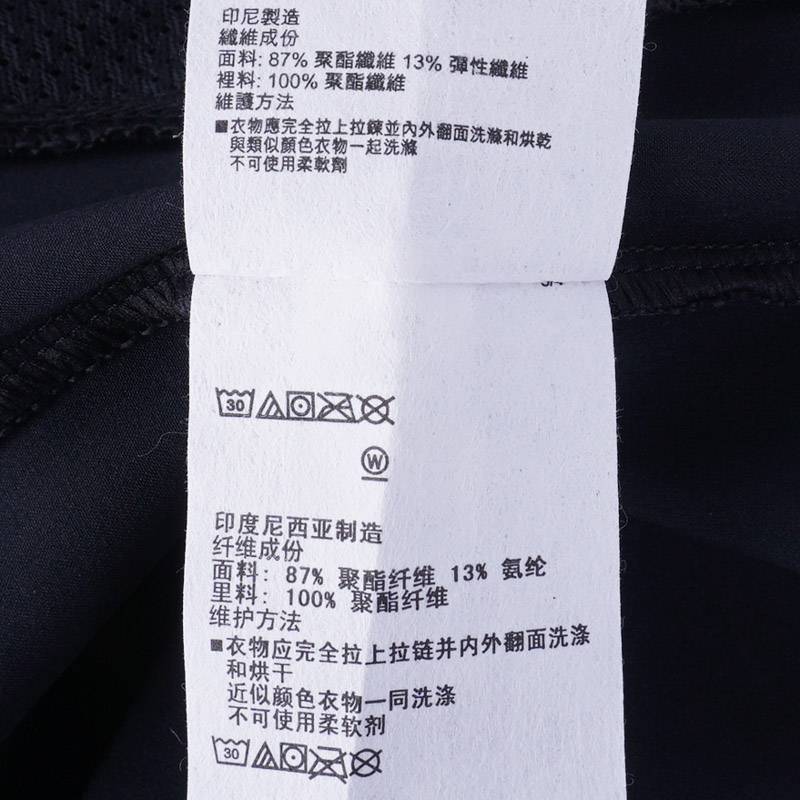 印尼製造
纖維成份
面料: 87% 聚酯纖維 13% 彈性纖維
裡料: 100% 聚酯纖維
維護方法
■衣物應完全拉上拉鍊並內外翻面洗滌和烘乾
與類似顏色衣物一起洗滌
不可使用柔軟劑
30
W
印度尼西亚制造
纤维成份
面料: 87% 聚酯纤维 13% 氨纶
里料: 100% 聚酯纤维
维护方法
■衣物应完全拉上拉链并内外翻面洗涤
和烘干
近似颜色衣物一同洗涤
不可使用柔软剂
30